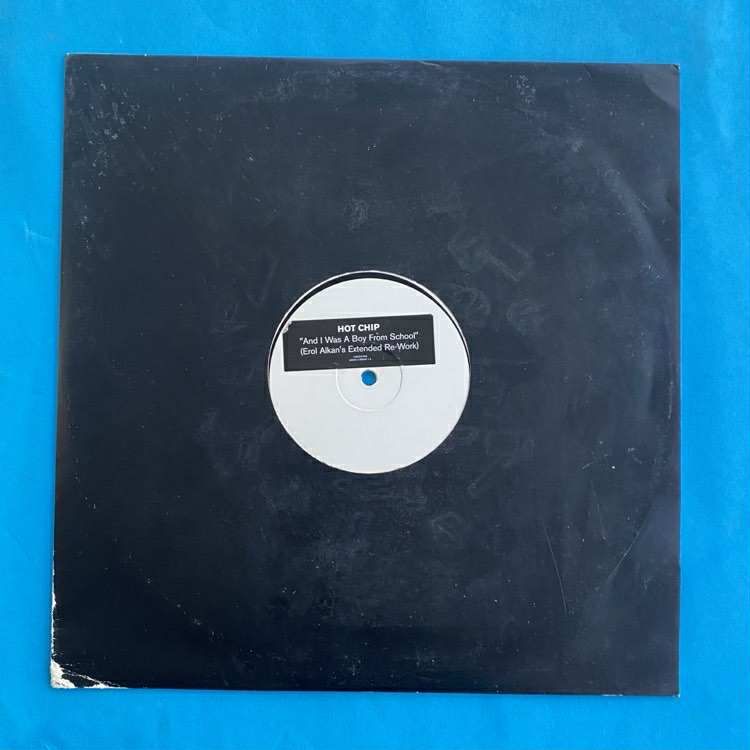 HOT CHIP
"And I Was A Boy From School"
(Erol Alkan's Extended Re-Work)